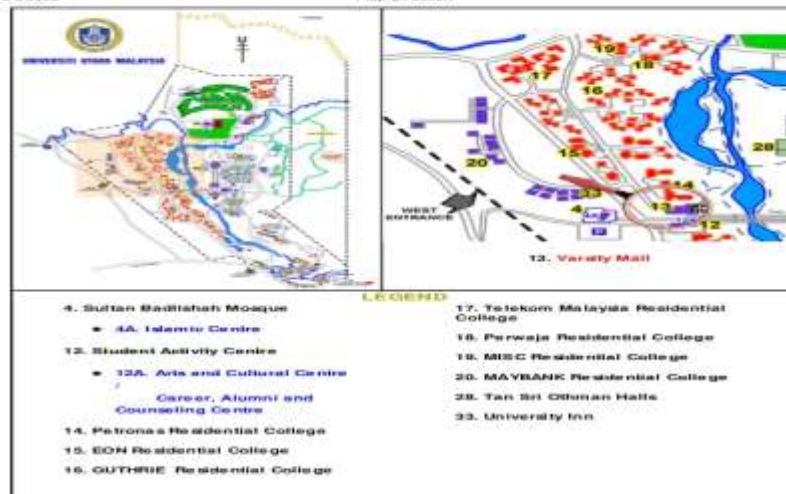 UNIVERSITI UTARA MALAYSIA
19
18
17
16
15
20
28
14
33
4
13
12
WEST
ENTRANCE
P
13. Varsity Mall
LEGEND
4. Sultan Badlishah Mosque
• 4A. Islamic Centre
12. Student Activity Centre
• 12A. Arts and Cultural Centre
/
Career, Alumni and
Counseling Centre
14. Petronas Residential College
15. EON Residential College
16. GUTHRIE Residential College
17. Telekom Malaysia Residential
College
18. Perwaja Residential College
19. MISC Residential College
20. MAYBANK Residential College
28. Tan Sri Othman Halls
33. University Inn